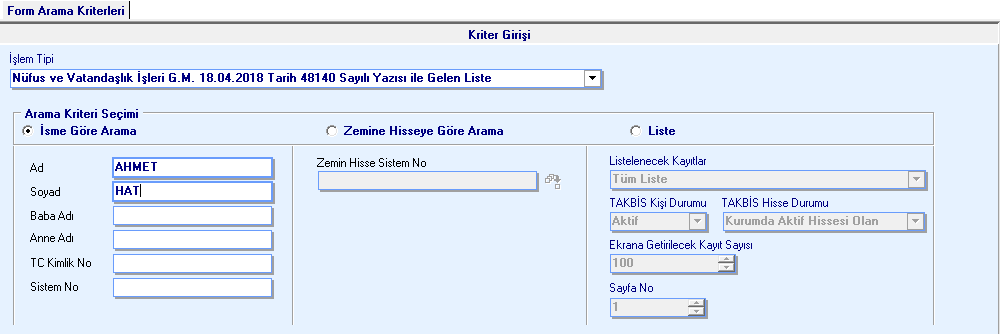 Form Arama Kriterleri
Kriter Girişi
İşlem Tipi
Nüfus ve Vatandaşlık İşleri G.M. 18.04.2018 Tarih 48140 Sayılı Yazısı ile Gelen Liste
Arama Kriteri Seçimi
İsme Göre Arama
Zemine Hisseye Göre Arama
Liste
Ad AHMET
Soyad HAT
Baba Adı
Anne Adı
TC Kimlik No
Sistem No
Zemin Hisse Sistem No
Listelenecek Kayıtlar
Tüm Liste
TAKBİS Kişi Durumu TAKBİS Hisse Durumu
Aktif Kurumda Aktif Hissesi Olan
Ekrana Getirilecek Kayıt Sayısı
100
Sayfa No
1